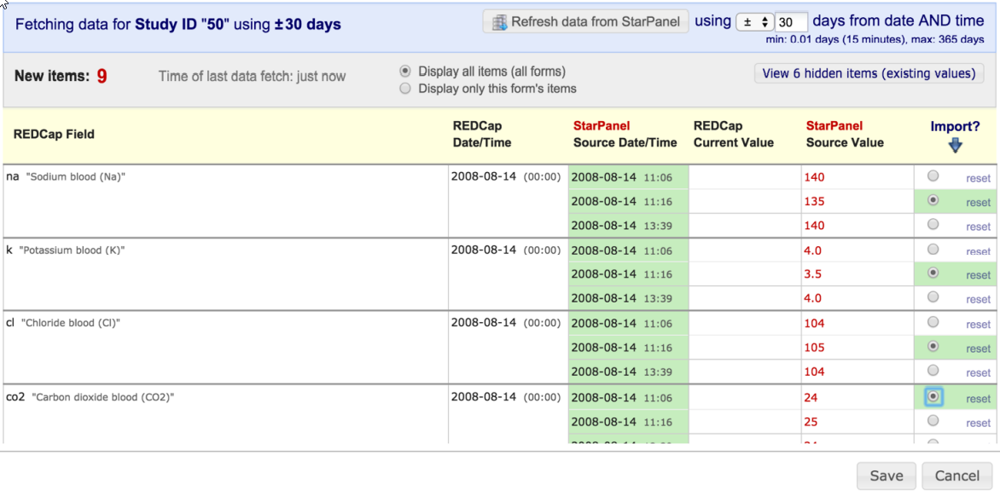 Fetching data for Study ID "50" using ±30 days
Refresh data from StarPanel using ± 30 days from date AND time
min: 0.01 days (15 minutes), max: 365 days
New items: 9 Time of last data fetch: just now
Display all items (all forms)
Display only this form's items
View 6 hidden items (existing values)
REDCap Field REDCap Date/Time StarPanel Source Date/Time REDCap Current Value StarPanel Source Value Import?
na "Sodium blood (Na)" 2008-08-14 (00:00) 2008-08-14 11:06 140 reset
2008-08-14 11:16 135 reset
2008-08-14 13:39 140 reset
k "Potassium blood (K)" 2008-08-14 (00:00) 2008-08-14 11:06 4.0 reset
2008-08-14 11:16 3.5 reset
2008-08-14 13:39 4.0 reset
cl "Chloride blood (Cl)" 2008-08-14 (00:00) 2008-08-14 11:06 104 reset
2008-08-14 11:16 105 reset
2008-08-14 13:39 104 reset
co2 "Carbon dioxide blood (CO2)" 2008-08-14 (00:00) 2008-08-14 11:06 24 reset
2008-08-14 11:16 25 reset
Save Cancel